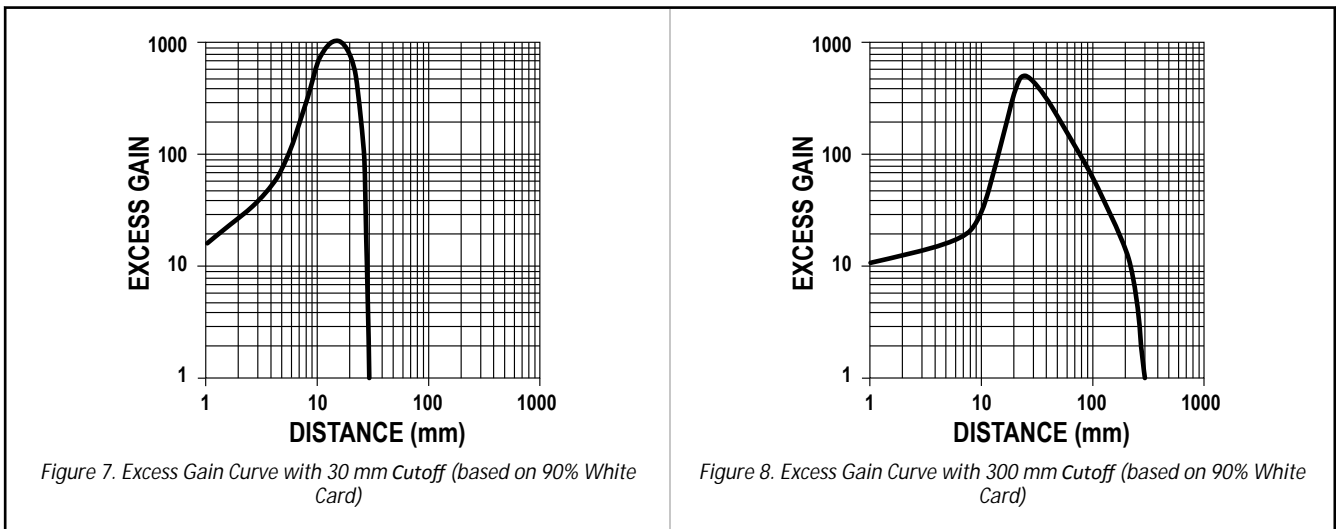 1000
100
10
1
EXCESS GAIN
1 10 100 1000
DISTANCE (mm)
Figure 7. Excess Gain Curve with 30 mm Cutoff (based on 90% White
Card)
1000
100
10
1
EXCESS GAIN
1 10 100 1000
DISTANCE (mm)
Figure 8. Excess Gain Curve with 300 mm Cutoff (based on 90% White
Card)